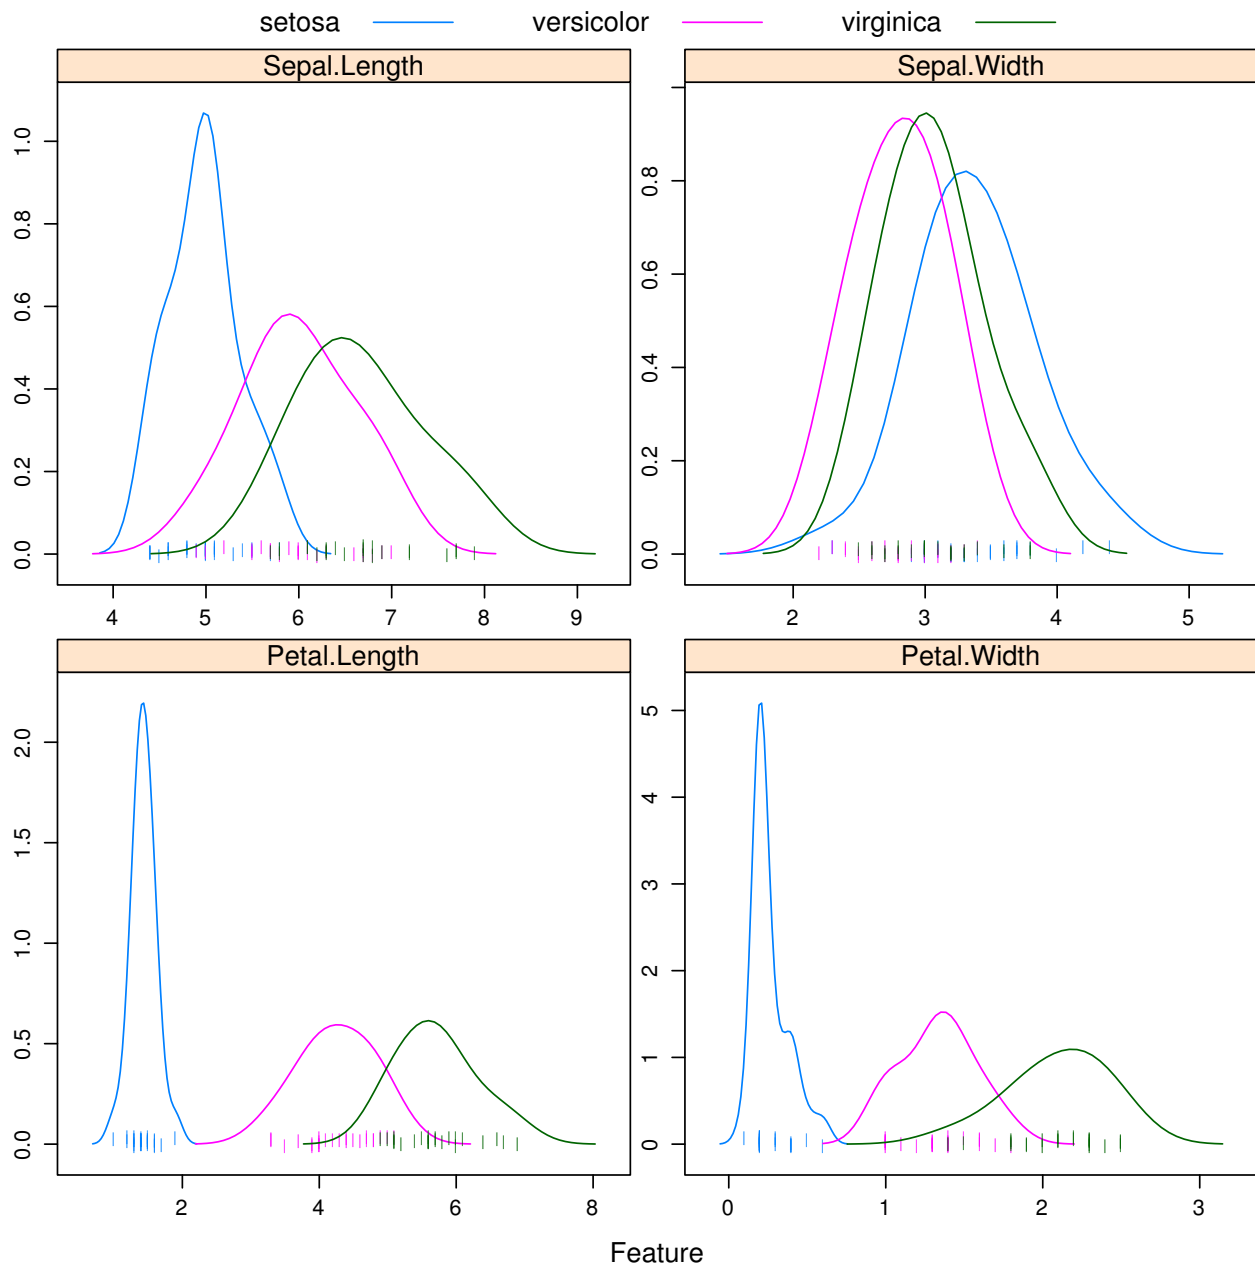 setosa versicolor virginica
Sepal.Length Sepal.Width
0.0 0.2 0.4 0.6 0.8 1.0
4 5 6 7 8 9
0.0 0.2 0.4 0.6 0.8
2 3 4 5
Petal.Length Petal.Width
0.0 0.5 1.0 1.5 2.0
2 4 6 8
0 1 2 3 4 5
0 1 2 3
Feature